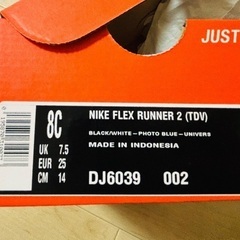 JUST
8C
UK 7.5
EUR 25
CM 14
NIKE FLEX RUNNER 2 (TDV)
BLACK/WHITE-PHOTO BLUE-UNIVERS
MADE IN INDONESIA
DJ6039 002